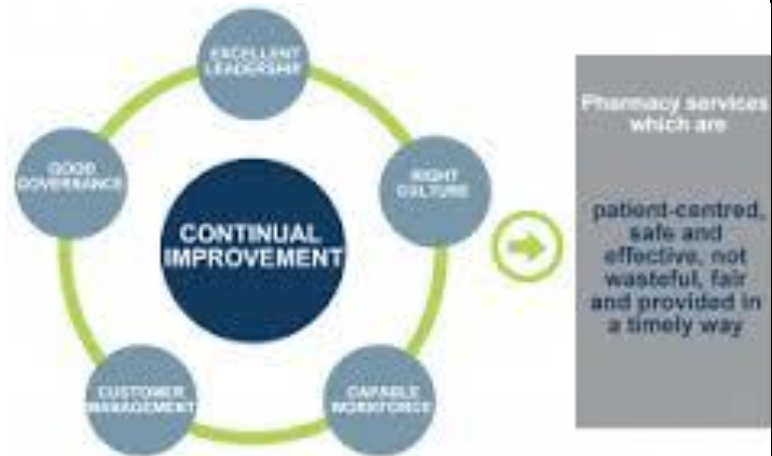 EXCELLENT
LEADERSHIP
GOOD
GOVERNANCE
RIGHT
CULTURE
CONTINUAL
IMPROVEMENT
CUSTOMER
MANAGEMENT
CAPABLE
WORKFORCE
Pharmacy services
which are
patient-centred,
safe and
effective, not
wasteful, fair
and provided in
a timely way